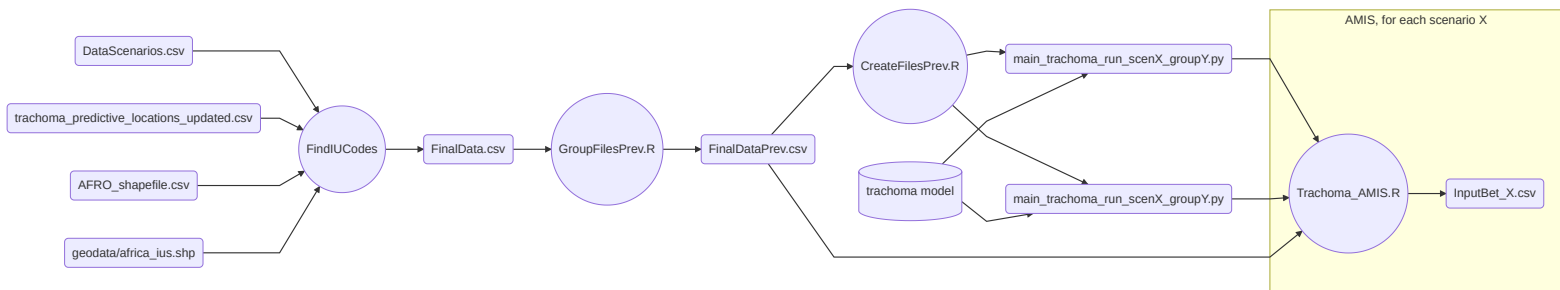 AMIS, for each scenario X
DataScenarios.csv
trachoma_predictive_locations_updated.csv
AFRO_shapefile.csv
geodata/africa_ius.shp
FindIUCodes
FinalData.csv
GroupFilesPrev.R
FinalDataPrev.csv
CreateFilesPrev.R
trachoma model
main_trachoma_run_scenX_groupY.py
main_trachoma_run_scenX_groupY.py
Trachoma_AMIS.R
InputBet_X.csv